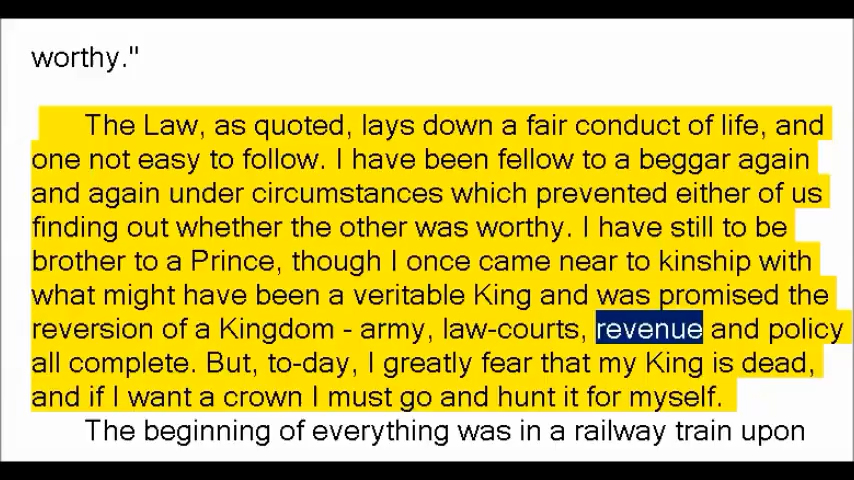 worthy."
The Law, as quoted, lays down a fair conduct of life, and
one not easy to follow. I have been fellow to a beggar again
and again under circumstances which prevented either of us
finding out whether the other was worthy. I have still to be
brother to a Prince, though I once came near to kinship with
what might have been a veritable King and was promised the
reversion of a Kingdom - army, law-courts, revenue and policy
all complete. But, to-day, I greatly fear that my King is dead,
and if I want a crown I must go and hunt it for myself.
The beginning of everything was in a railway train upon